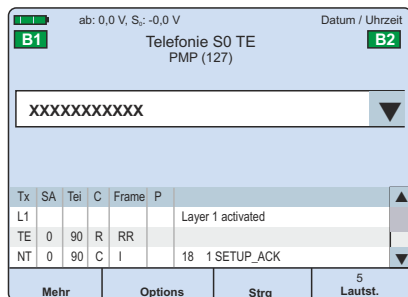 ab: 0,0 V, S₀: -0,0 V Datum / Uhrzeit
B1 Telefonie S0 TE B2
PMP (127)
XXXXXXXXXXX
Tx SA Tei C Frame P
L1 Layer 1 activated
TE 0 90 R RR
NT 0 90 C I 18 1 SETUP_ACK
Mehr Options Strg 5 Lautst.